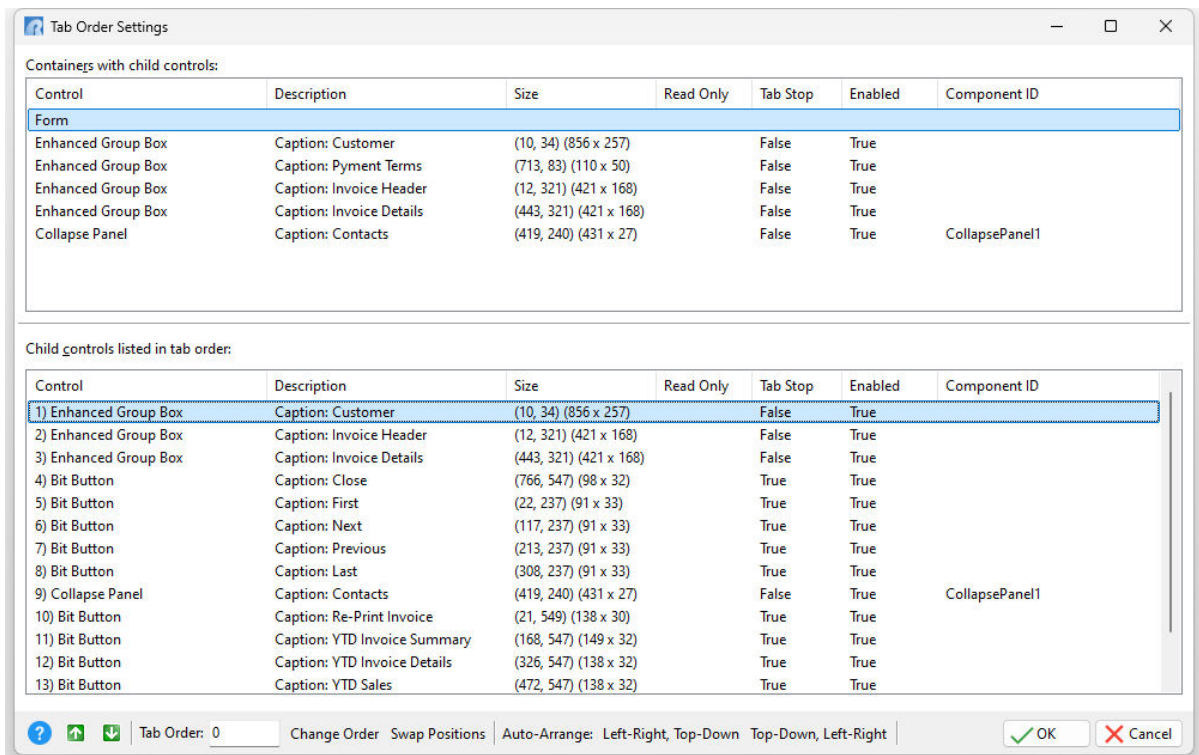 Tab Order Settings
Containers with child controls:
Control Description Size Read Only Tab Stop Enabled Component ID
Form
Enhanced Group Box Caption: Customer (10, 34) (856 x 257) False True
Enhanced Group Box Caption: Pyment Terms (713, 83) (110 x 50) False True
Enhanced Group Box Caption: Invoice Header (12, 321) (421 x 168) False True
Enhanced Group Box Caption: Invoice Details (443, 321) (421 x 168) False True
Collapse Panel Caption: Contacts (419, 240) (431 x 27) False True CollapsePanel1
Child controls listed in tab order:
Control Description Size Read Only Tab Stop Enabled Component ID
1) Enhanced Group Box Caption: Customer (10, 34) (856 x 257) False True
2) Enhanced Group Box Caption: Invoice Header (12, 321) (421 x 168) False True
3) Enhanced Group Box Caption: Invoice Details (443, 321) (421 x 168) False True
4) Bit Button Caption: Close (766, 547) (98 x 32) True True
5) Bit Button Caption: First (22, 237) (91 x 33) True True
6) Bit Button Caption: Next (117, 237) (91 x 33) True True
7) Bit Button Caption: Previous (213, 237) (91 x 33) True True
8) Bit Button Caption: Last (308, 237) (91 x 33) True True
9) Collapse Panel Caption: Contacts (419, 240) (431 x 27) False True CollapsePanel1
10) Bit Button Caption: Re-Print Invoice (21, 549) (138 x 30) True True
11) Bit Button Caption: YTD Invoice Summary (168, 547) (149 x 32) True True
12) Bit Button Caption: YTD Invoice Details (326, 547) (138 x 32) True True
13) Bit Button Caption: YTD Sales (472, 547) (138 x 32) True True
? Tab Order: 0 Change Order Swap Positions Auto-Arrange: Left-Right, Top-Down Top-Down, Left-Right OK Cancel